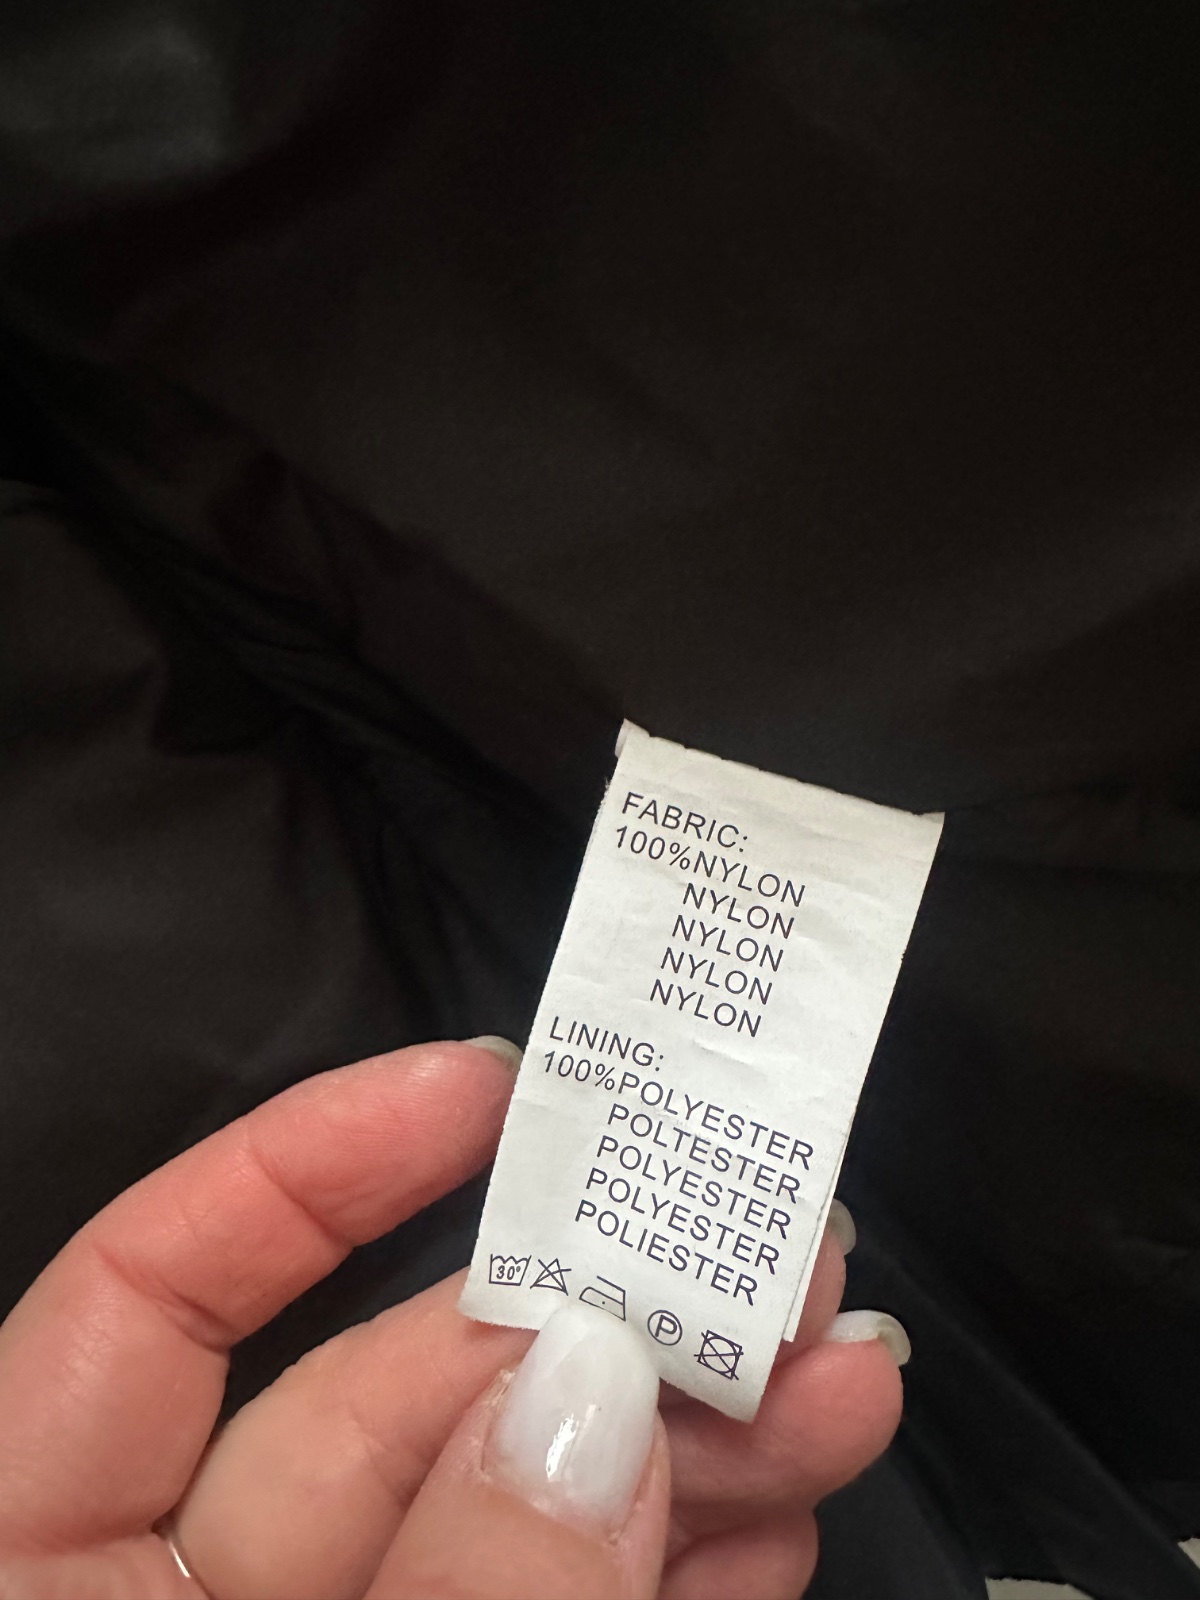 FABRIC:
100%NYLON
NYLON
NYLON
NYLON
NYLON
LINING:
100%POLYESTER
POLTESTER
POLYESTER
POLYESTER
POLIESTER
30° P